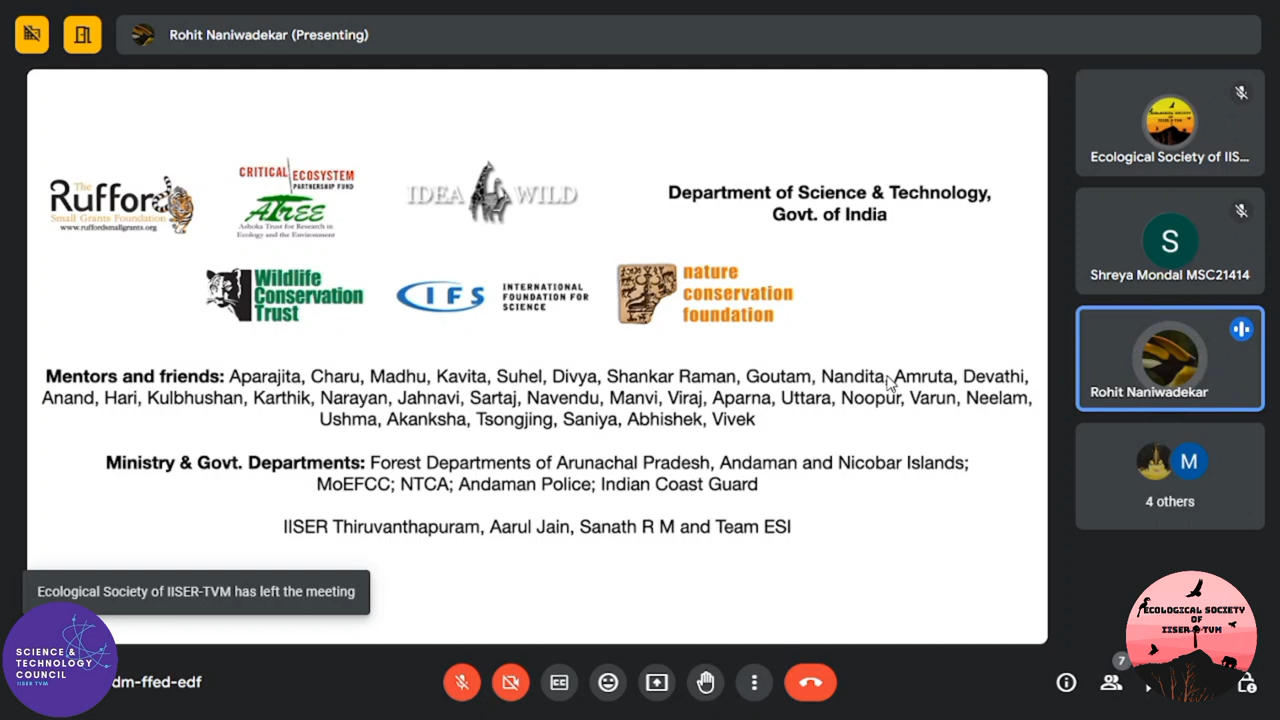 Rohit Naniwadekar (Presenting)
The
Rufford
Small Grants Foundation
www.ruffordsmallgrants.org
CRITICAL ECOSYSTEM
PARTNERSHIP FUND
ATREE
Ashoka Trust for Research in
Ecology and the Environment
IDEA WILD
Department of Science & Technology,
Govt. of India
Wildlife
Conservation
Trust
IFS
INTERNATIONAL
FOUNDATION FOR
SCIENCE
nature
conservation
foundation
Mentors and friends: Aparajita, Charu, Madhu, Kavita, Suhel, Divya, Shankar Raman, Goutam, Nandita, Amruta, Devathi,
Anand, Hari, Kulbhushan, Karthik, Narayan, Jahnavi, Sartaj, Navendu, Manvi, Viraj, Aparna, Uttara, Noopur, Varun, Neelam,
Ushma, Akanksha, Tsongjing, Saniya, Abhishek, Vivek
Ministry & Govt. Departments: Forest Departments of Arunachal Pradesh, Andaman and Nicobar Islands;
MoEFCC; NTCA; Andaman Police; Indian Coast Guard
IISER Thiruvanthapuram, Aarul Jain, Sanath R M and Team ESI
Ecological Society of IISER-TVM has left the meeting
Ecological Society of IIS...
S
Shreya Mondal MSC21414
Rohit Naniwadekar
M
4 others
SCIENCE &
TECHNOLOGY
COUNCIL
IISER TVM
dm-ffed-edf
CC
7
ECOLOGICAL SOCIETY
OF
IISER TVM